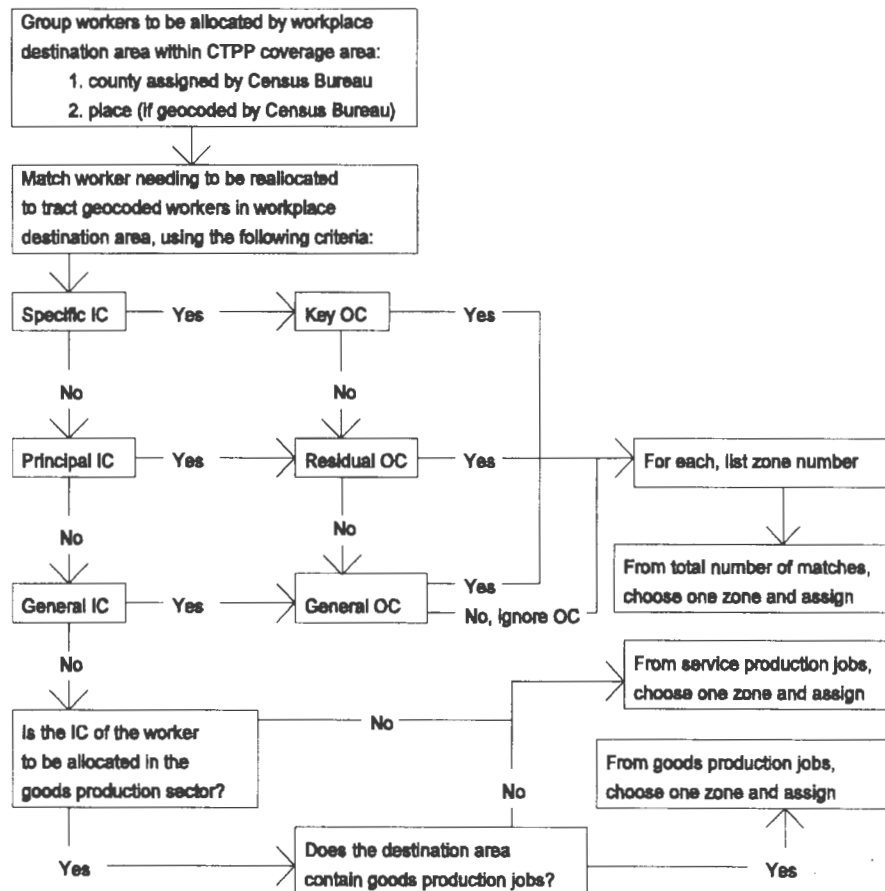 Group workers to be allocated by workplace
destination area within CTPP coverage area:
1. county assigned by Census Bureau
2. place (if geocoded by Census Bureau)
Match worker needing to be reallocated
to tract geocoded workers in workplace
destination area, using the following criteria:
Specific IC
Yes
Key OC
Yes
No
No
Principal IC
Yes
Residual OC
Yes
For each, list zone number
No
No
From total number of matches,
choose one zone and assign
General IC
Yes
General OC
Yes
No, ignore OC
No
From service production jobs,
choose one zone and assign
Is the IC of the worker
to be allocated in the
goods production sector?
No
From goods production jobs,
choose one zone and assign
No
Yes
Does the destination area
contain goods production jobs?
Yes